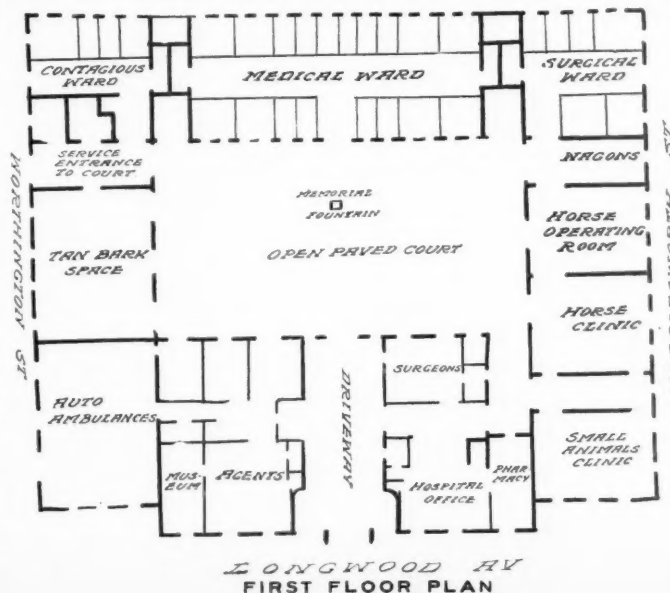 CONTAGIOUS
WARD
MEDICAL WARD
SURGICAL
WARD
SERVICE
ENTRANCE
TO COURT
WAGONS
MEMORIAL
FOUNTAIN
HORSE
OPERATING
ROOM
TAN BARK
SPACE
OPEN PAVED COURT
WORTHINGTON ST
HORSE
CLINIC
SURGEONS
DRIVEWAY
AUTO
AMBULANCES
SMALL
ANIMALS
CLINIC
MUS-
EUM
AGENTS
HOSPITAL
OFFICE
PHAR
MACY
LONGWOOD AV
FIRST FLOOR PLAN